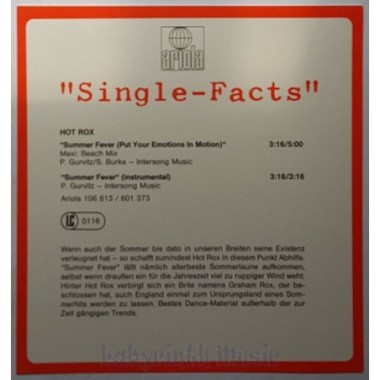 ariola
"Single-Facts"
HOT ROX
"Summer Fever (Put Your Emotions In Motion)" 3:16/5:00
Maxi: Beach Mix
P. Gurvitz/S. Burke – Intersong Music
"Summer Fever" (instrumental) 3:16/3:16
P. Gurvitz – Intersong Music
Ariola 106 613 / 601 373
LC 0116
Wenn auch der Sommer bis dato in unseren Breiten seine Existenz
verleugnet hat – so schafft zumindest Hot Rox in diesem Punkt Abhilfe.
"Summer Fever" läßt nämlich allerbeste Sommerlaune aufkommen,
selbst wenn draußen ein für die Jahreszeit viel zu ruppiger Wind weht.
Hinter Hot Rox verbirgt sich ein Brite namens Graham Rox, der be-
schlossen hat, auch England einmal zum Ursprungsland eines Som-
merhits werden zu lassen. Bestes Dance-Material außerhalb der zur
Zeit gängigen Trends.
Labyrinth Music